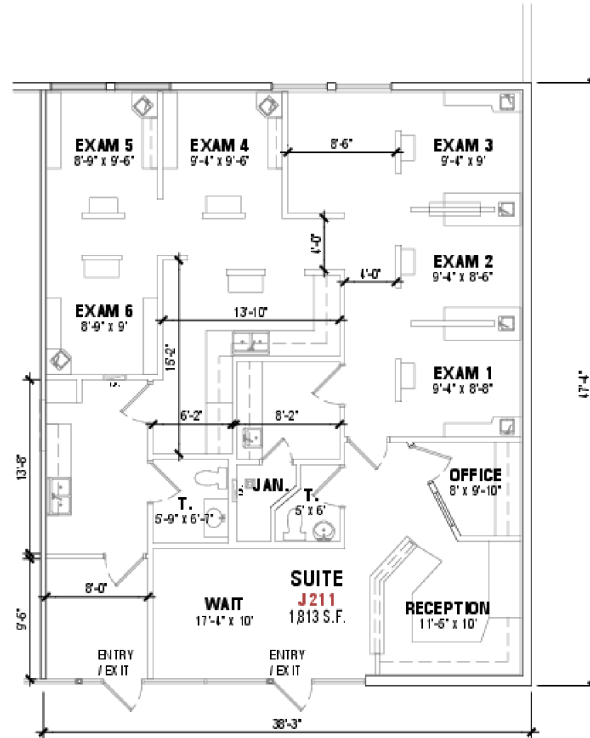 EXAM 5
8'-9" x 9'-6"
EXAM 4
9'-4" x 9'-6"
8'-6"
EXAM 3
9'-4" x 9'
4'-0"
4'-0"
EXAM 2
9'-4" x 8'-6"
EXAM 6
8'-9" x 9'
13'-10"
15'-2"
EXAM 1
9'-4" x 8'-8"
47'-4"
6'-2"
8'-2"
13'-8"
OFFICE
8' x 9'-10"
JAN.
T.
5'-9" x 6'-7"
T.
5' x 6'
9'-6"
8'-0"
WAIT
17'-4" x 10'
SUITE
J211
1,813 S.F.
RECEPTION
11'-6" x 10'
ENTRY
/ EXIT
ENTRY
/ EXIT
38'-3"